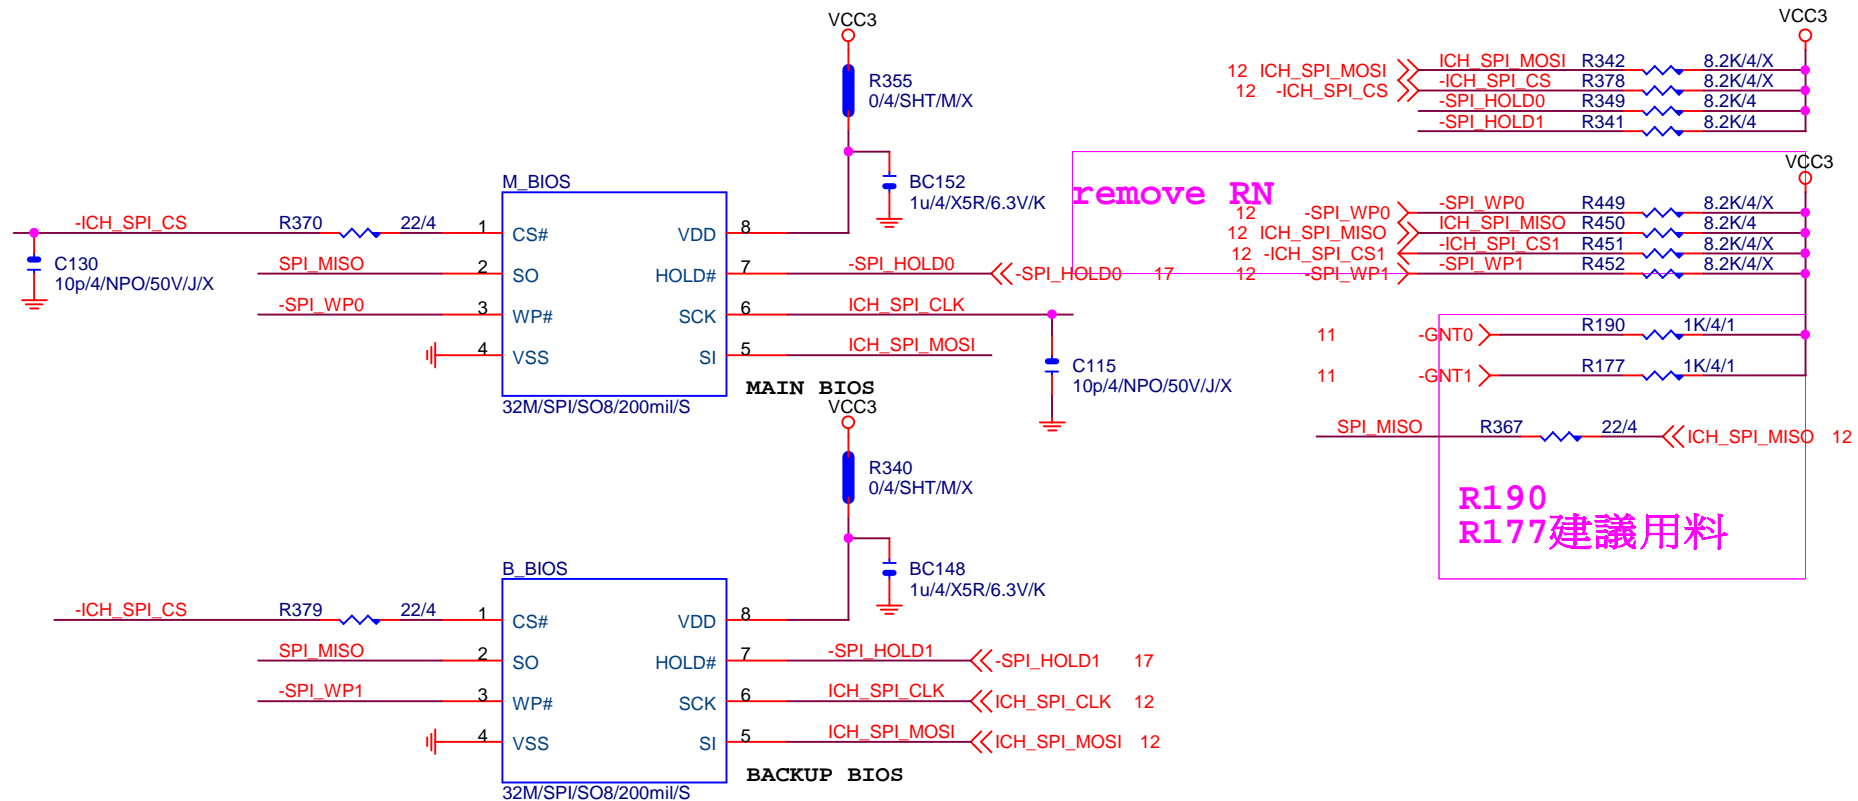 VCC3
R355
0/4/SHT/M/X
BC152
1u/4/X5R/6.3V/K
M_BIOS
-ICH_SPI_CS R370 22/4 1 CS# VDD 8
C130
10p/4/NPO/50V/J/X
SPI_MISO 2 SO HOLD# 7 -SPI_HOLD0 -SPI_HOLD0 17
-SPI_WP0 3 WP# SCK 6 ICH_SPI_CLK
4 VSS SI 5 ICH_SPI_MOSI
C115
10p/4/NPO/50V/J/X
MAIN BIOS
32M/SPI/SO8/200mil/S
VCC3
R340
0/4/SHT/M/X
BC148
1u/4/X5R/6.3V/K
B_BIOS
-ICH_SPI_CS R379 22/4 1 CS# VDD 8
SPI_MISO 2 SO HOLD# 7 -SPI_HOLD1 -SPI_HOLD1 17
-SPI_WP1 3 WP# SCK 6 ICH_SPI_CLK ICH_SPI_CLK 12
4 VSS SI 5 ICH_SPI_MOSI ICH_SPI_MOSI 12
BACKUP BIOS
32M/SPI/SO8/200mil/S
VCC3
12 ICH_SPI_MOSI ICH_SPI_MOSI R342 8.2K/4/X
12 -ICH_SPI_CS -ICH_SPI_CS R378 8.2K/4/X
-SPI_HOLD0 R349 8.2K/4
-SPI_HOLD1 R341 8.2K/4
VCC3
remove RN
12 -SPI_WP0 -SPI_WP0 R449 8.2K/4/X
12 ICH_SPI_MISO ICH_SPI_MISO R450 8.2K/4
12 -ICH_SPI_CS1 -ICH_SPI_CS1 R451 8.2K/4/X
12 -SPI_WP1 -SPI_WP1 R452 8.2K/4/X
11 -GNT0 R190 1K/4/1
11 -GNT1 R177 1K/4/1
SPI_MISO R367 22/4 ICH_SPI_MISO 12
R190
R177建議用料